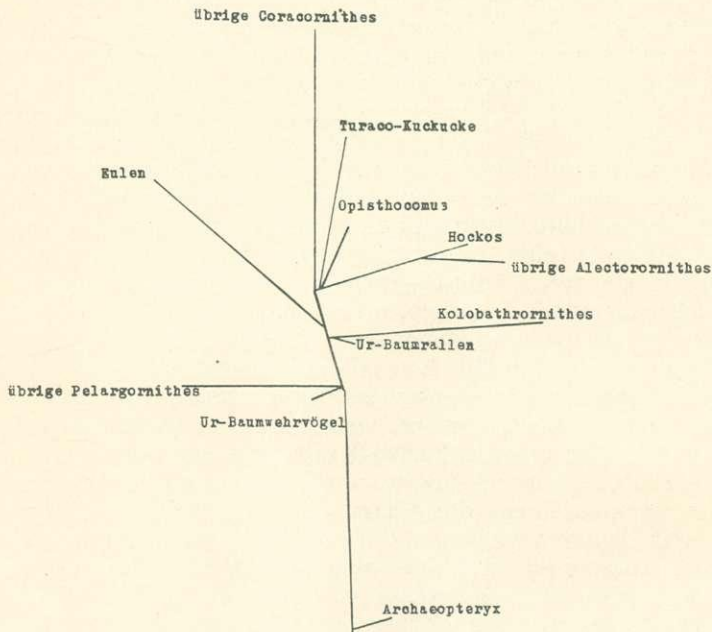 übrige Coracornithes
Turaco-Kuckucke
Eulen
Opisthocomus
Hockos
übrige Alectorornithes
Kolobathrornithes
Ur-Baumrallen
übrige Pelargornithes
Ur-Baumwehrvögel
Archaeopteryx